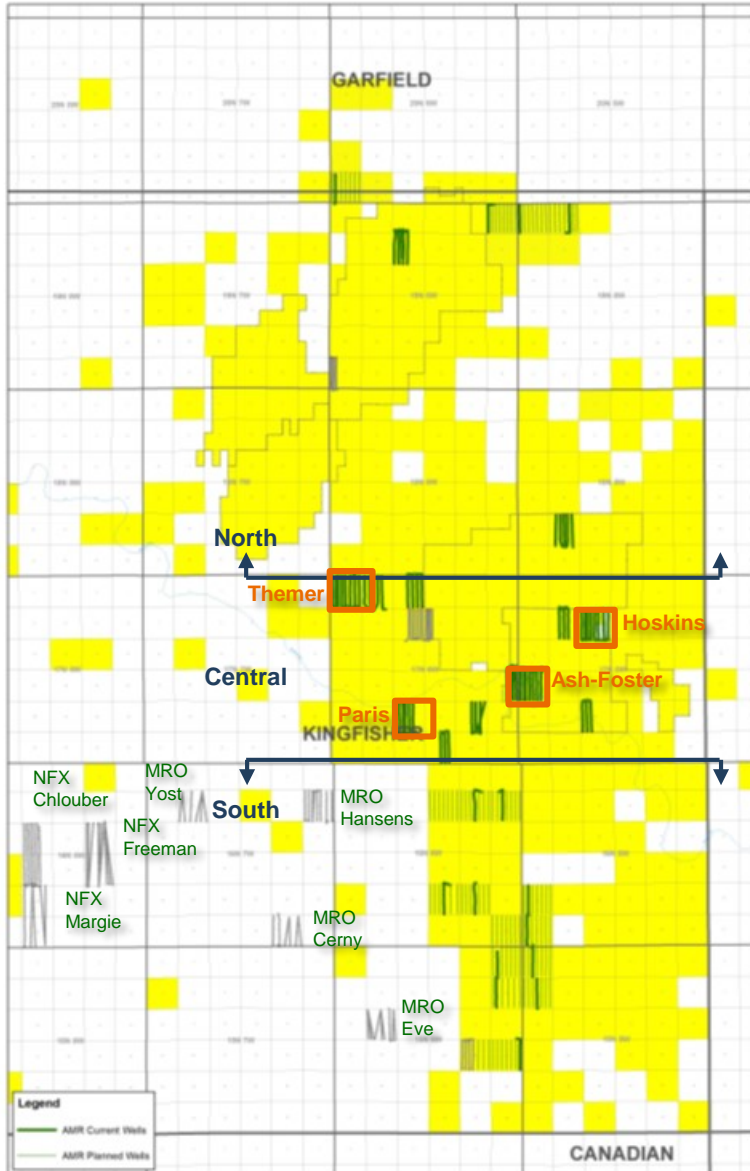 GARFIELD
North
Themer
Hoskins
Central
Ash-Foster
Paris
KINGFISHER
NFX
Chlouber
MRO
Yost
South
MRO
Hansens
NFX
Freeman
NFX
Margie
MRO
Cerny
MRO
Eve
Legend
AMR Current Wells
AMR Planned Wells
CANADIAN